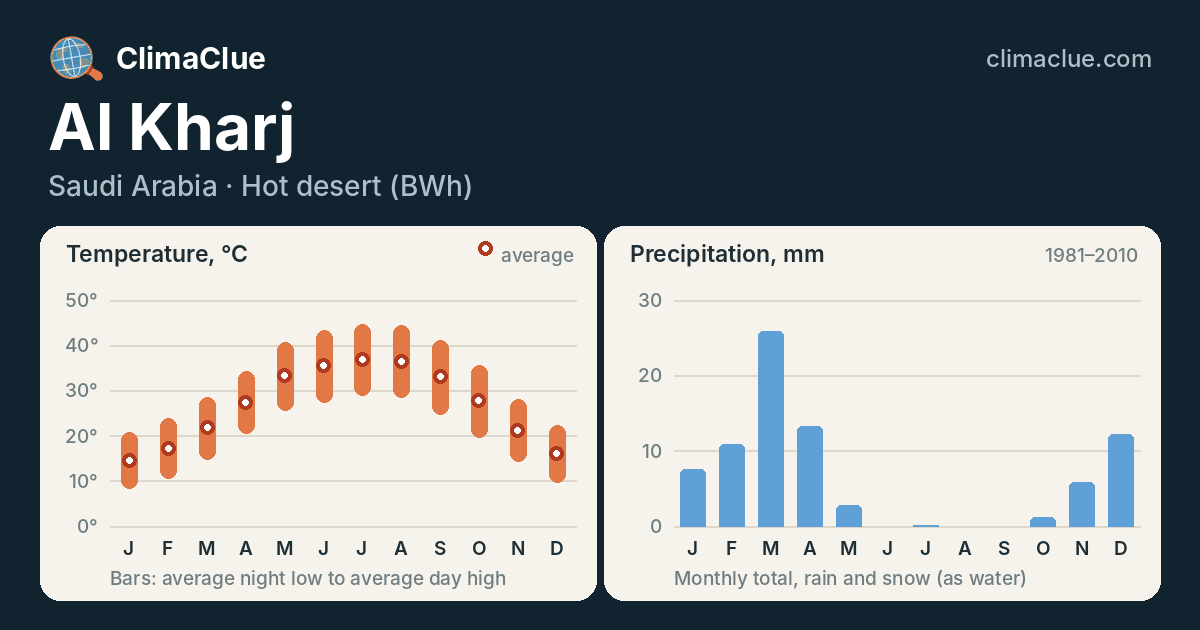 ClimaClue
climaclue.com
Al Kharj
Saudi Arabia · Hot desert (BWh)
Temperature, °C
average
50°
40°
30°
20°
10°
0°
J F M A M J J A S O N D
Bars: average night low to average day high
Precipitation, mm
1981–2010
30
20
10
0
J F M A M J J A S O N D
Monthly total, rain and snow (as water)